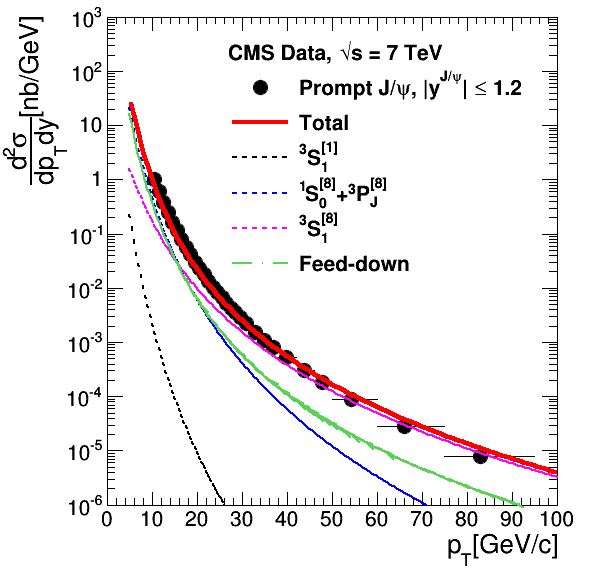 d²σ/dp_Tdy[nb/GeV]
10³
10²
10
1
10⁻¹
10⁻²
10⁻³
10⁻⁴
10⁻⁵
10⁻⁶
CMS Data, √s = 7 TeV
Prompt J/ψ, |y^{J/ψ}| ≤ 1.2
Total
³S₁^[1]
¹S₀^[8]+³P_J^[8]
³S₁^[8]
Feed-down
0 10 20 30 40 50 60 70 80 90 100
p_T[GeV/c]